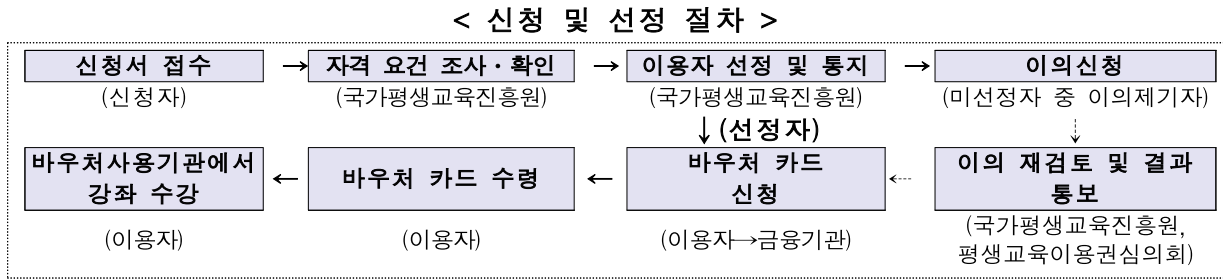 < 신청 및 선정 절차 >
신청서 접수 → 자격 요건 조사·확인 → 이용자 선정 및 통지 → 이의신청
(신청자) (국가평생교육진흥원) (국가평생교육진흥원) (미선정자 중 이의제기자)
↓(선정자)
바우처사용기관에서
강좌 수강
←
바우처 카드 수령
←
바우처 카드
신청
이의 재검토 및 결과
통보
(이용자) (이용자) (이용자→금융기관)
(국가평생교육진흥원,
평생교육이용권심의회)